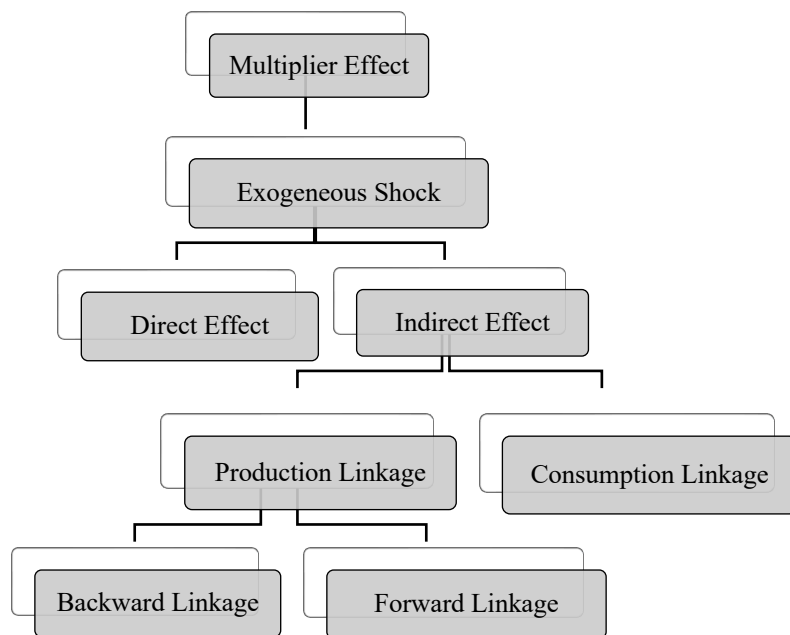 Multiplier Effect
Exogeneous Shock
Direct Effect
Indirect Effect
Production Linkage
Consumption Linkage
Backward Linkage
Forward Linkage